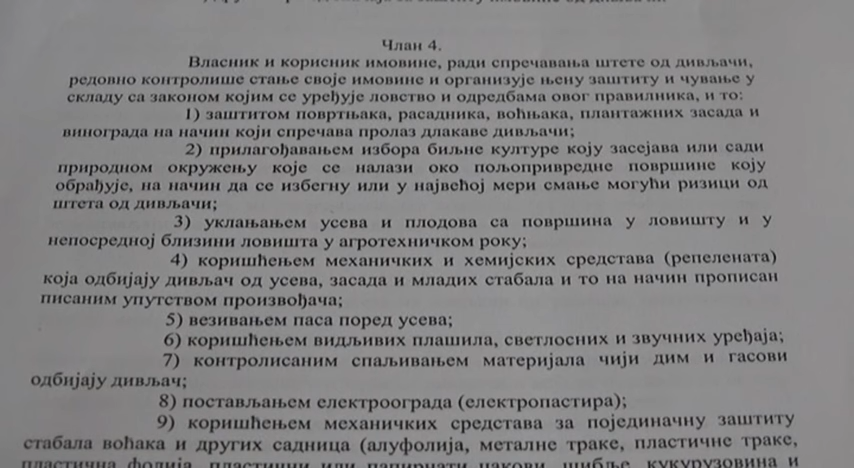 Члан 4.
Власник и корисник имовине, ради спречавања штете од дивљачи,
редовно контролише стање своје имовине и организује њену заштиту и чување у
складу са законом којим се уређује ловство и одредбама овог правилника, и то:
1) заштитом повртњака, расадника, воћњака, плантажних засада и
винограда на начин који спречава пролаз длакаве дивљачи;
2) прилагођавањем избора биљне културе коју засејава или сади
природном окружењу које се налази око пољопривредне површине коју
обрађује, на начин да се избегну или у највећој мери смање могући ризици од
штета од дивљачи;
3) уклањањем усева и плодова са површина у ловишту и у
непосредној близини ловишта у агротехничком року;
4) коришћењем механичких и хемијских средстава (репелената)
која одбијају дивљач од усева, засада и младих стабала и то на начин прописан
писаним упутством произвођача;
5) везивањем паса поред усева;
6) коришћењем видљивих плашила, светлосних и звучних уређаја;
7) контролисаним спаљивањем материјала чији дим и гасови
одбијају дивљач;
8) постављањем електроограда (електропастира);
9) коришћењем механичких средстава за појединачну заштиту
стабала воћака и других садница (алуфолија, металне траке, пластичне траке,
пластична фолија, пластични или папирнати џакови, шибље, кукурузовина и